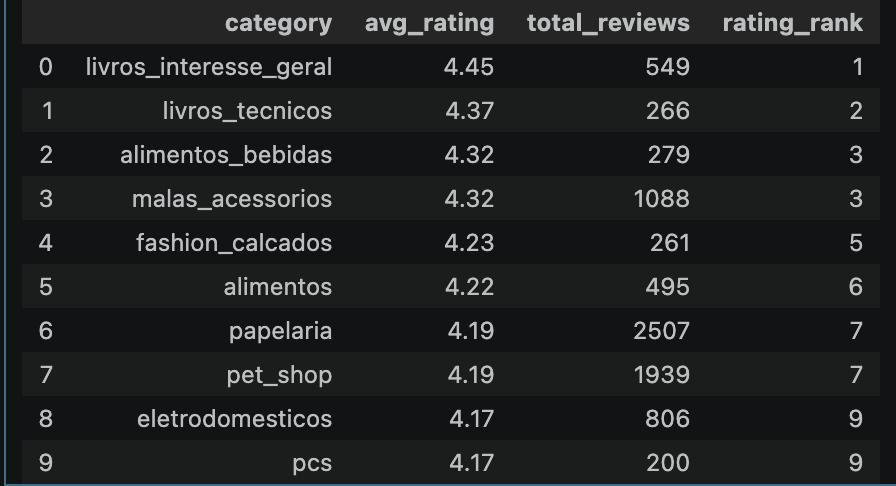 category avg_rating total_reviews rating_rank
0 livros_interesse_geral 4.45 549 1
1 livros_tecnicos 4.37 266 2
2 alimentos_bebidas 4.32 279 3
3 malas_acessorios 4.32 1088 3
4 fashion_calcados 4.23 261 5
5 alimentos 4.22 495 6
6 papelaria 4.19 2507 7
7 pet_shop 4.19 1939 7
8 eletrodomesticos 4.17 806 9
9 pcs 4.17 200 9